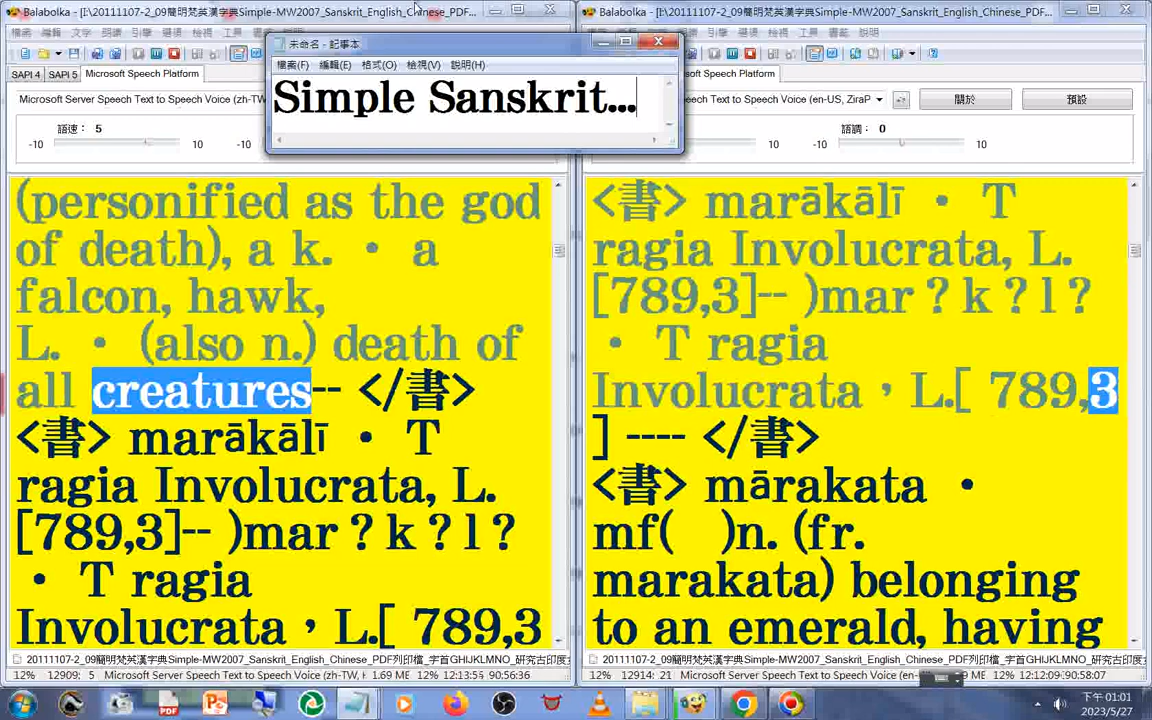 Balabolka - [I:\20111107-2_09簡明梵英漢字典Simple-MW2007_Sanskrit_English_Chinese_PDF...
Balabolka - [I:\20111107-2_09簡明梵英漢字典Simple-MW2007_Sanskrit_English_Chinese_PDF...
未命名 - 記事本
檔案(F) 編輯(E) 格式(O) 檢視(V) 說明(H)
Simple Sanskrit...
SAPI 4 SAPI 5 Microsoft Speech Platform
Microsoft Server Speech Text to Speech Voice (zh-TW,
語速： 5
-10 10 -10
Speech Platform
Speech Text to Speech Voice (en-US, ZiraP
關於 預設
語調： 0
10 -10 10
(personified as the god
of death), a k. • a
falcon, hawk,
L. • (also n.) death of
all creatures-- </書>
<書> marākālī • T
ragia Involucrata, L.
[789,3]-- )mar？k？l？
• T ragia
Involucrata，L.[ 789,3
<書> marākālī • T
ragia Involucrata, L.
[789,3]-- )mar？k？l？
• T ragia
Involucrata，L.[ 789,3
] ---- </書>
<書> mārakata •
mf( )n. (fr.
marakata) belonging
to an emerald, having
20111107-2_09簡明梵英漢字典Simple-MW2007_Sanskrit_English_Chinese_PDF列印檔_字首GHIJKLMNO_研究古印度
20111107-2_09簡明梵英漢字典Simple-MW2007_Sanskrit_English_Chinese_PDF列印檔_字首GHIJKLMNO_研究古印度
12% 12909: 5 Microsoft Server Speech Text to Speech Voice (zh-TW, 1.69 ME 12:13:55 90:56:36
12% 12914: 21 Microsoft Server Speech Text to Speech Voice (en-
12:12:09 90:58:07
下午 01:01
2023/5/27